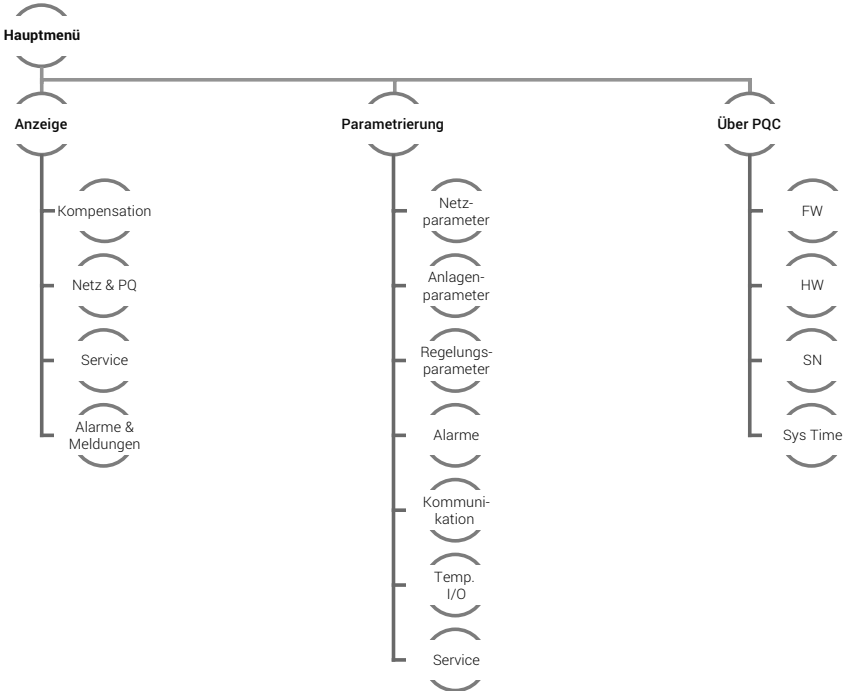 Hauptmenü
Anzeige
Parametrierung
Über PQC
Kompensation
Netz & PQ
Service
Alarme &
Meldungen
Netz-
parameter
Anlagen-
parameter
Regelungs-
parameter
Alarme
Kommuni-
kation
Temp.
I/O
Service
FW
HW
SN
Sys Time